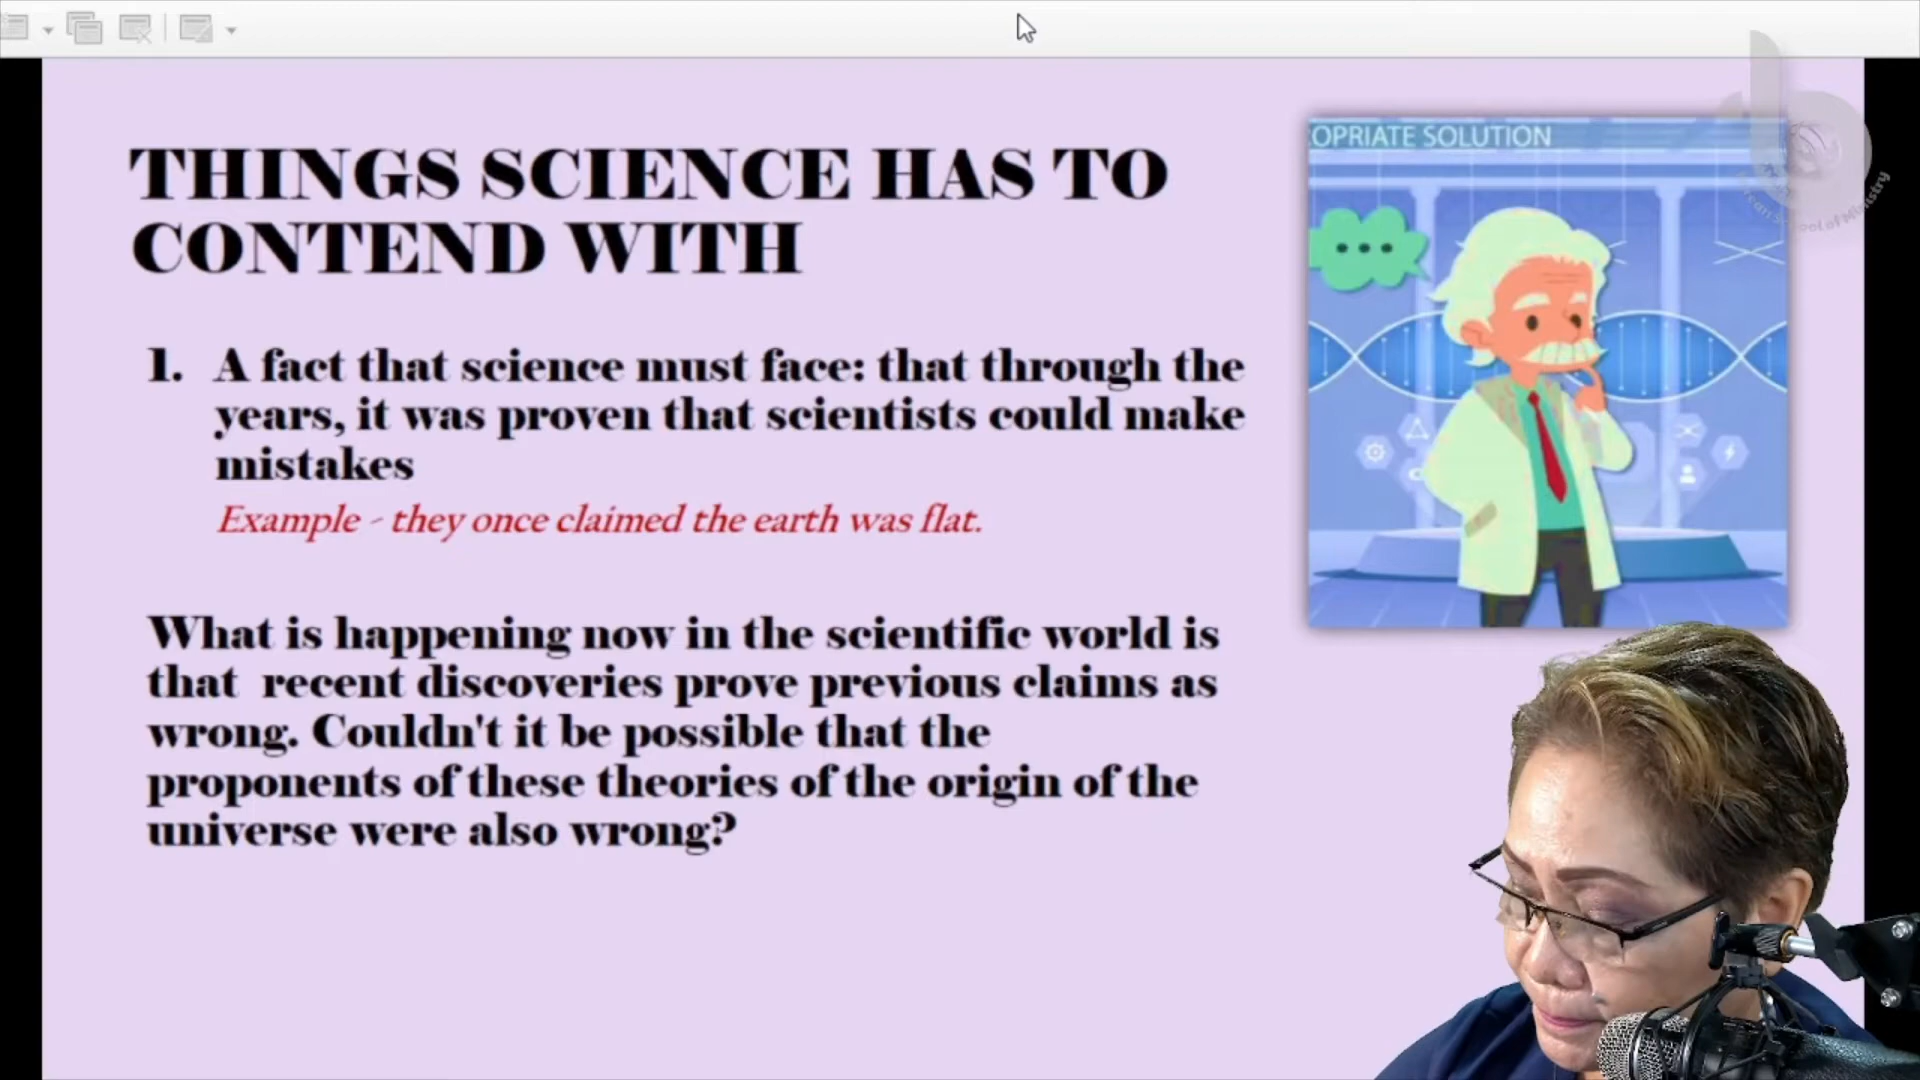 OPRIATE SOLUTION
THINGS SCIENCE HAS TO
CONTEND WITH
1. A fact that science must face: that through the
years, it was proven that scientists could make
mistakes
Example - they once claimed the earth was flat.
What is happening now in the scientific world is
that recent discoveries prove previous claims as
wrong. Couldn't it be possible that the
proponents of these theories of the origin of the
universe were also wrong?
School of Ministry